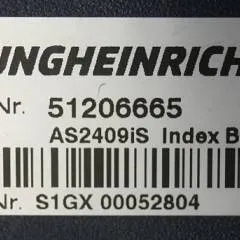 UNGHEINRICH
Nr. 51206665
AS2409iS Index B
Nr. S1GX 00052804